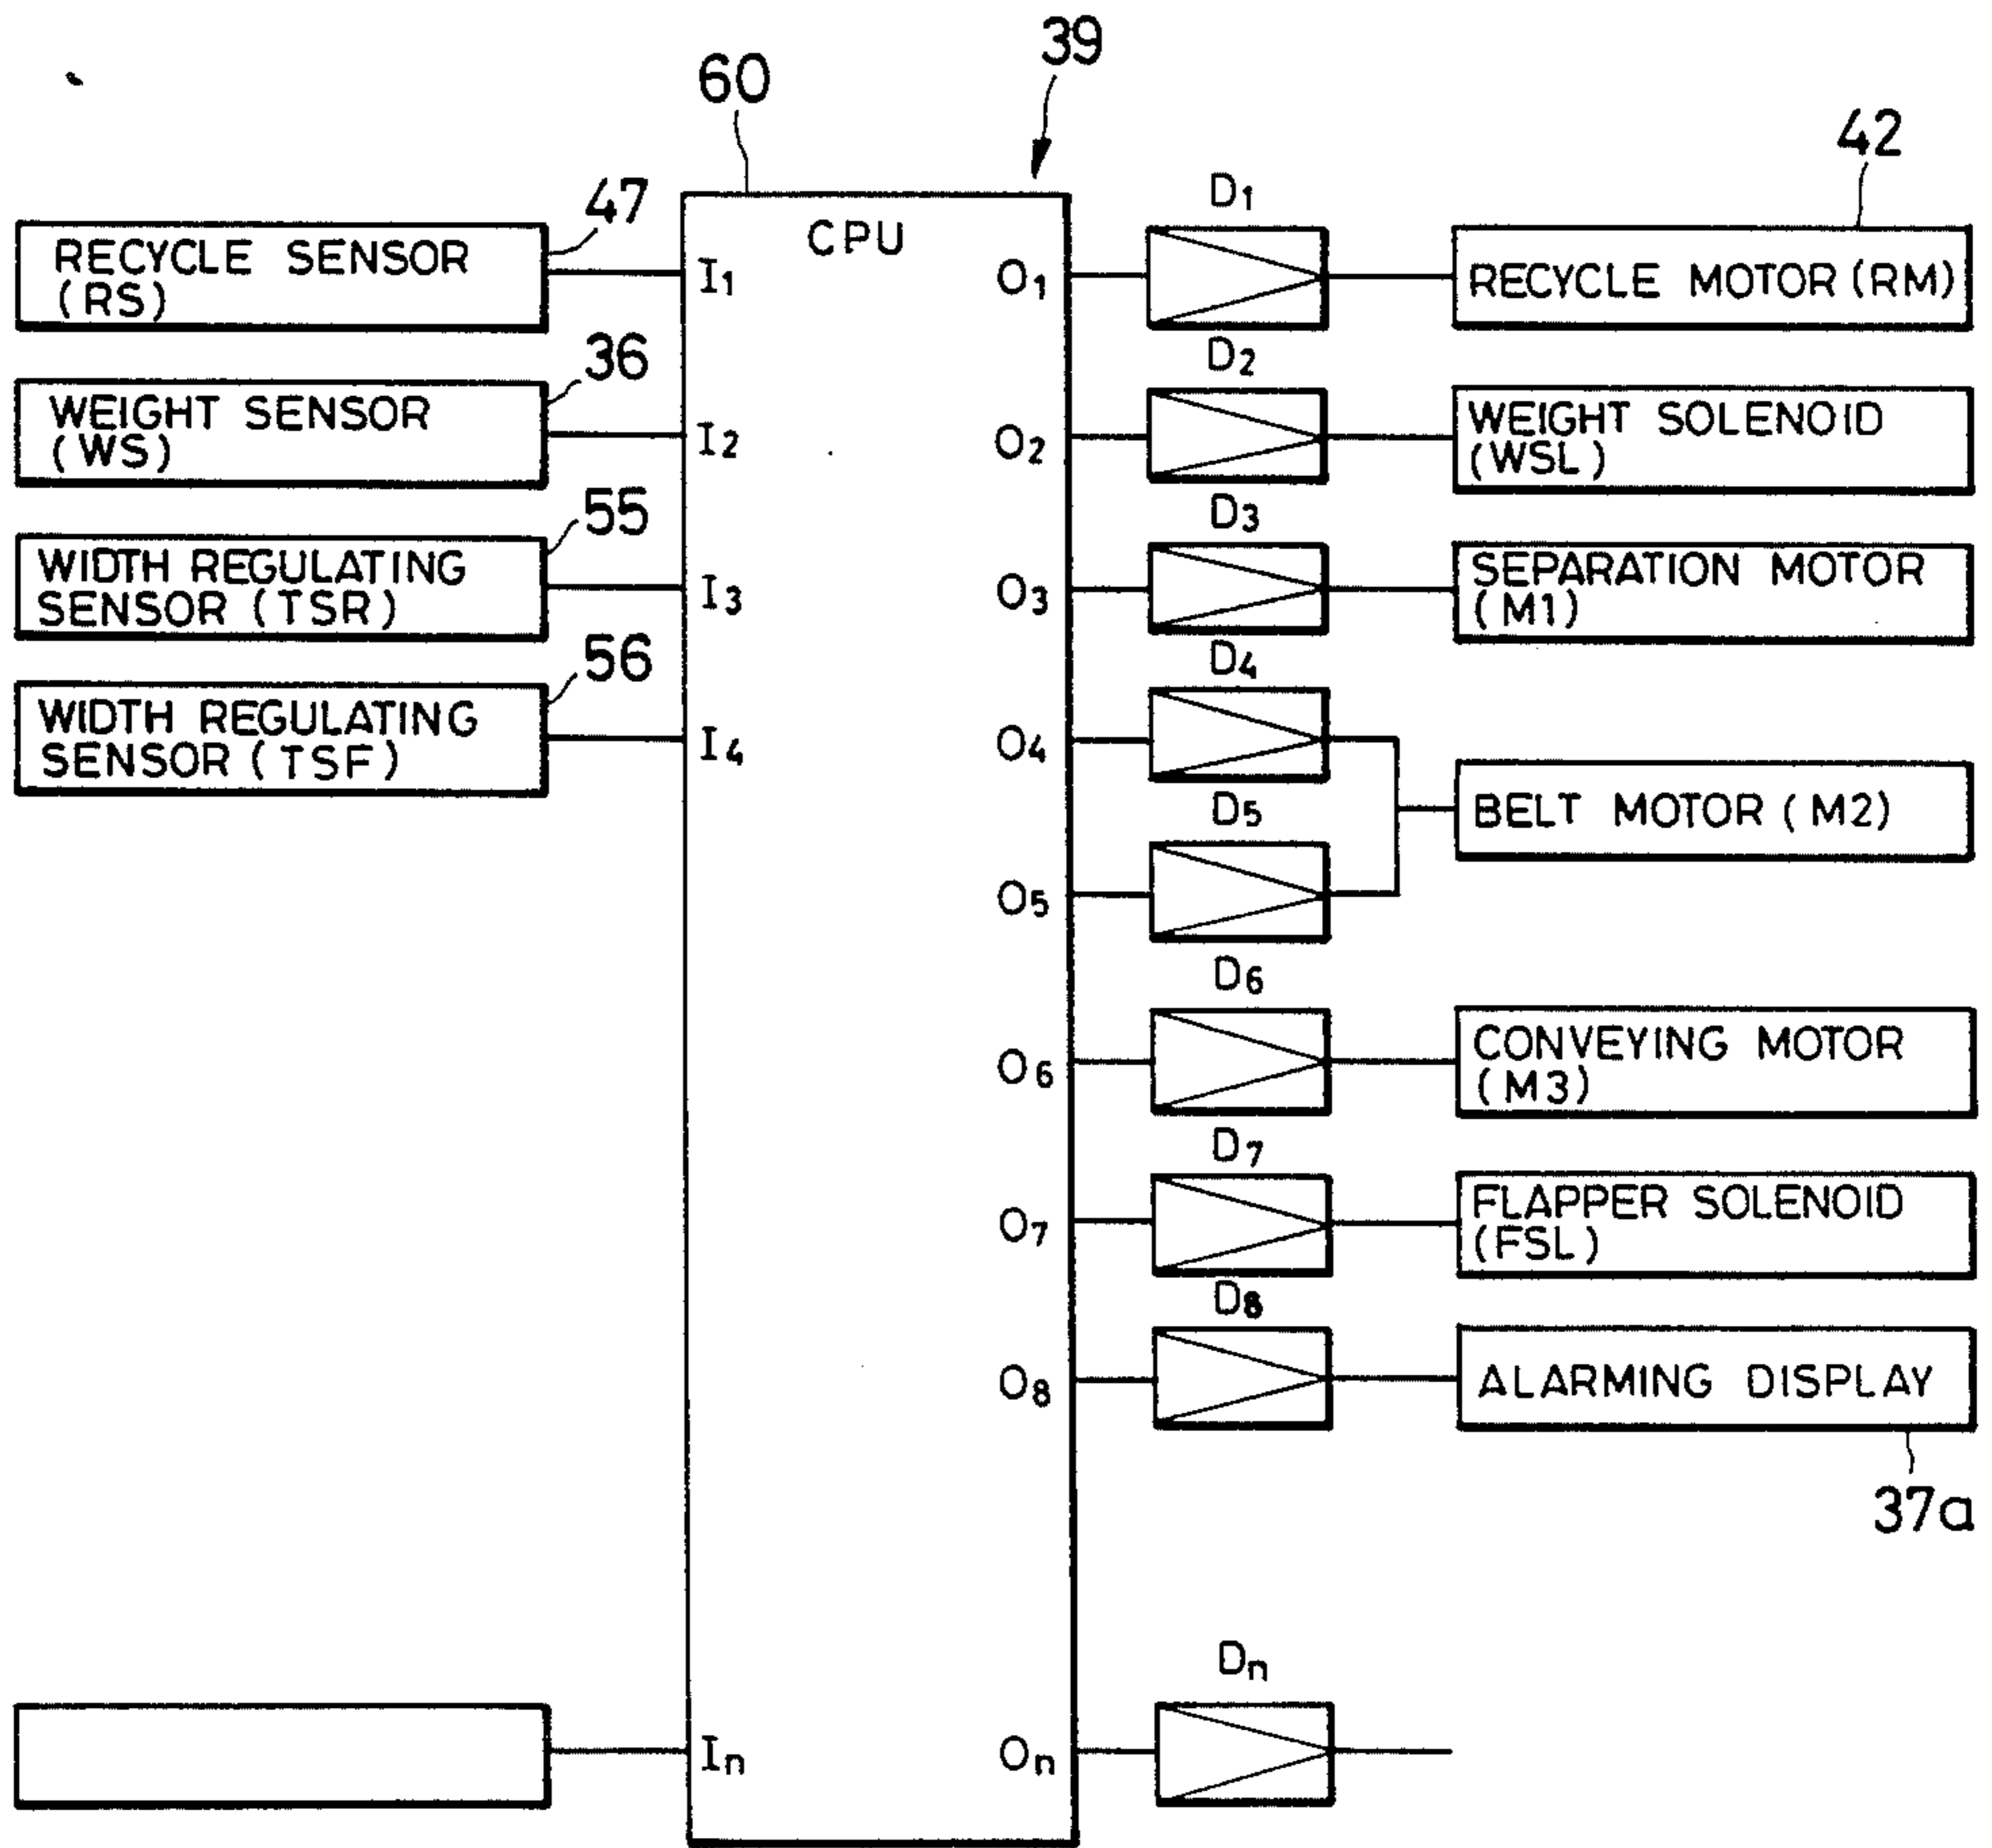 39
60
42
47
CPU
D1
RECYCLE SENSOR
(RS)
I1
O1
RECYCLE MOTOR (RM)
36
D2
WEIGHT SENSOR
(WS)
I2
O2
WEIGHT SOLENOID
(WSL)
55
D3
WIDTH REGULATING
SENSOR (TSR)
I3
O3
SEPARATION MOTOR
(M1)
56
D4
WIDTH REGULATING
SENSOR (TSF)
I4
O4
D5
BELT MOTOR (M2)
O5
D6
O6
CONVEYING MOTOR
(M3)
D7
O7
FLAPPER SOLENOID
(FSL)
D8
O8
ALARMING DISPLAY
37a
Dn
In
On